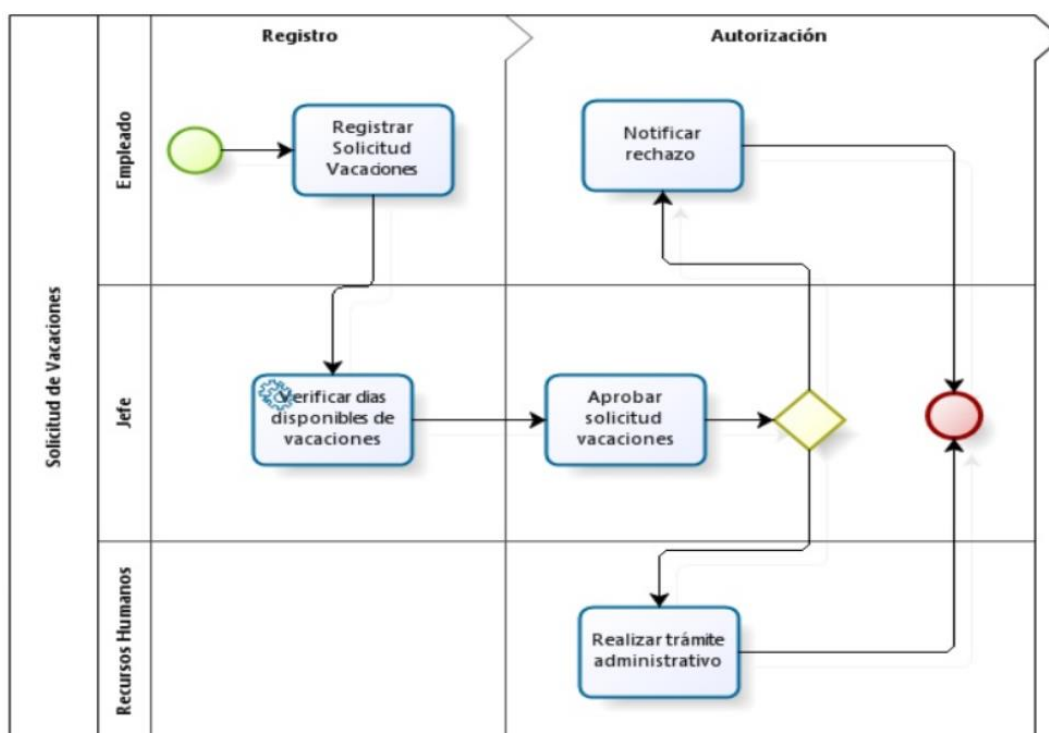 Registro
Autorización
Solicitud de Vacaciones
Empleado
Registrar
Solicitud
Vacaciones
Notificar
rechazo
Jefe
Verificar días
disponibles de
vacaciones
Aprobar
solicitud
vacaciones
Recursos Humanos
Realizar trámite
administrativo